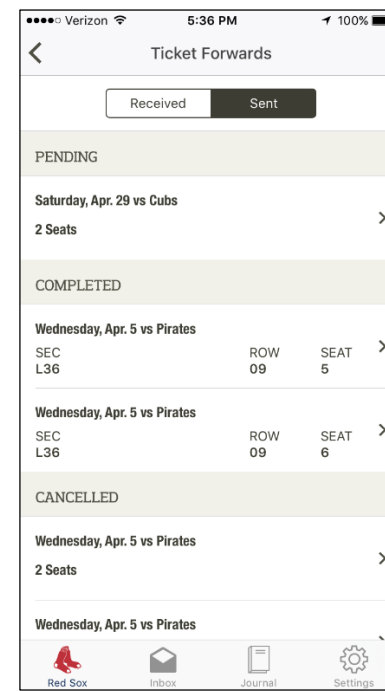 Verizon 5:36 PM 100%
Ticket Forwards
Received Sent
PENDING
Saturday, Apr. 29 vs Cubs
2 Seats
COMPLETED
Wednesday, Apr. 5 vs Pirates
SEC ROW SEAT
L36 09 5
Wednesday, Apr. 5 vs Pirates
SEC ROW SEAT
L36 09 6
CANCELLED
Wednesday, Apr. 5 vs Pirates
2 Seats
Wednesday, Apr. 5 vs Pirates
Red Sox Inbox Journal Settings